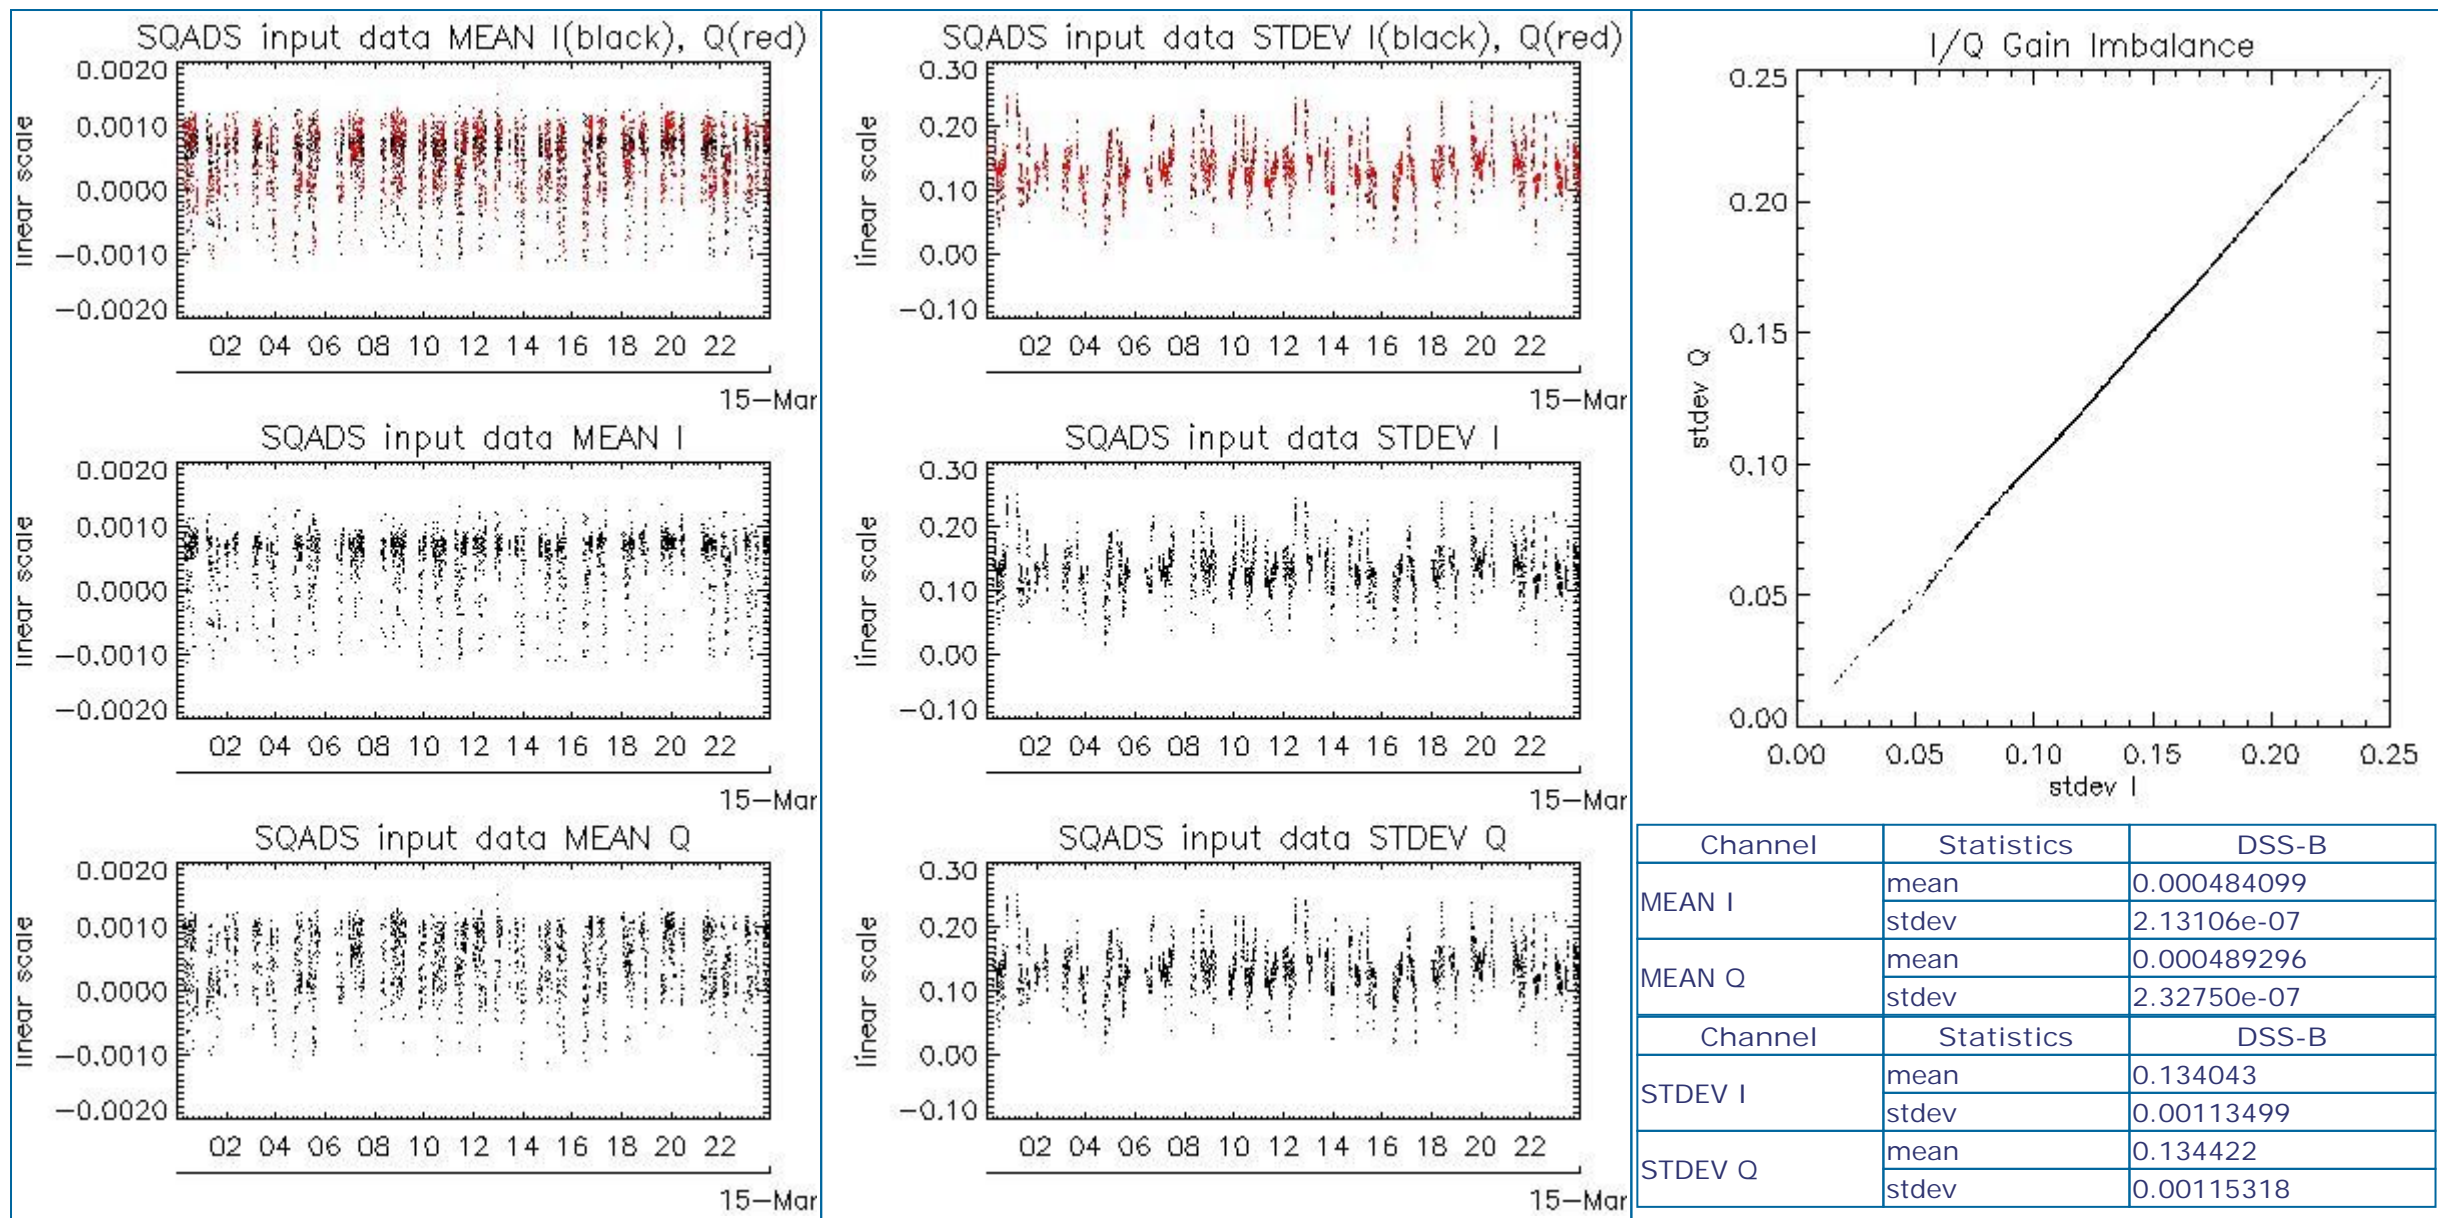 SQADS input data MEAN I(black), Q(red)
0.0020
0.0010
0.0000
−0.0010
−0.0020
linear scale
02 04 06 08 10 12 14 16 18 20 22
15−Mar
SQADS input data MEAN I
0.0020
0.0010
0.0000
−0.0010
−0.0020
linear scale
02 04 06 08 10 12 14 16 18 20 22
15−Mar
SQADS input data MEAN Q
0.0020
0.0010
0.0000
−0.0010
−0.0020
linear scale
02 04 06 08 10 12 14 16 18 20 22
15−Mar
SQADS input data STDEV I(black), Q(red)
0.30
0.20
0.10
0.00
−0.10
linear scale
02 04 06 08 10 12 14 16 18 20 22
15−Mar
SQADS input data STDEV I
0.30
0.20
0.10
0.00
−0.10
linear scale
02 04 06 08 10 12 14 16 18 20 22
15−Mar
SQADS input data STDEV Q
0.30
0.20
0.10
0.00
−0.10
linear scale
02 04 06 08 10 12 14 16 18 20 22
15−Mar
I/Q Gain Imbalance
0.25
0.20
0.15
0.10
0.05
0.00
stdev Q
0.00 0.05 0.10 0.15 0.20 0.25
stdev I
Channel Statistics DSS-B
MEAN I mean 0.000484099
stdev 2.13106e-07
MEAN Q mean 0.000489296
stdev 2.32750e-07
Channel Statistics DSS-B
STDEV I mean 0.134043
stdev 0.00113499
STDEV Q mean 0.134422
stdev 0.00115318